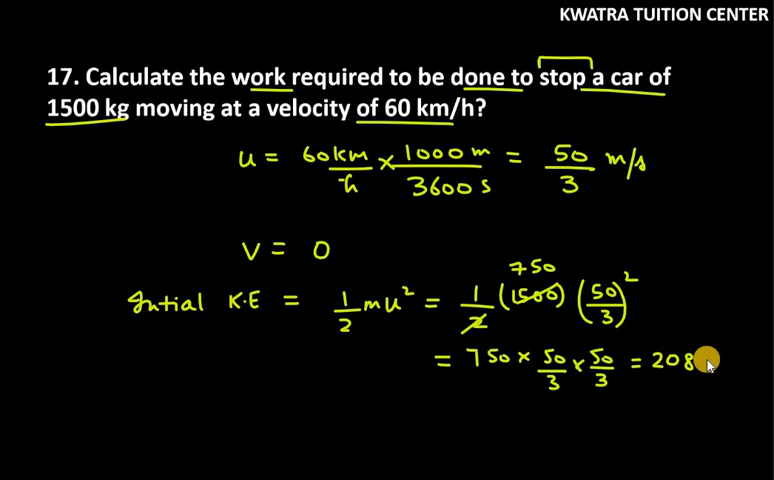 KWATRA TUITION CENTER
17. Calculate the work required to be done to stop a car of
1500 kg moving at a velocity of 60 km/h?
u = 60km/h × 1000 m/3600 s = 50/3 m/s
v = 0
750
Intial K.E = 1/2 mu² = 1/2 (1500) (50/3)²
= 750 × 50/3 × 50/3 = 208